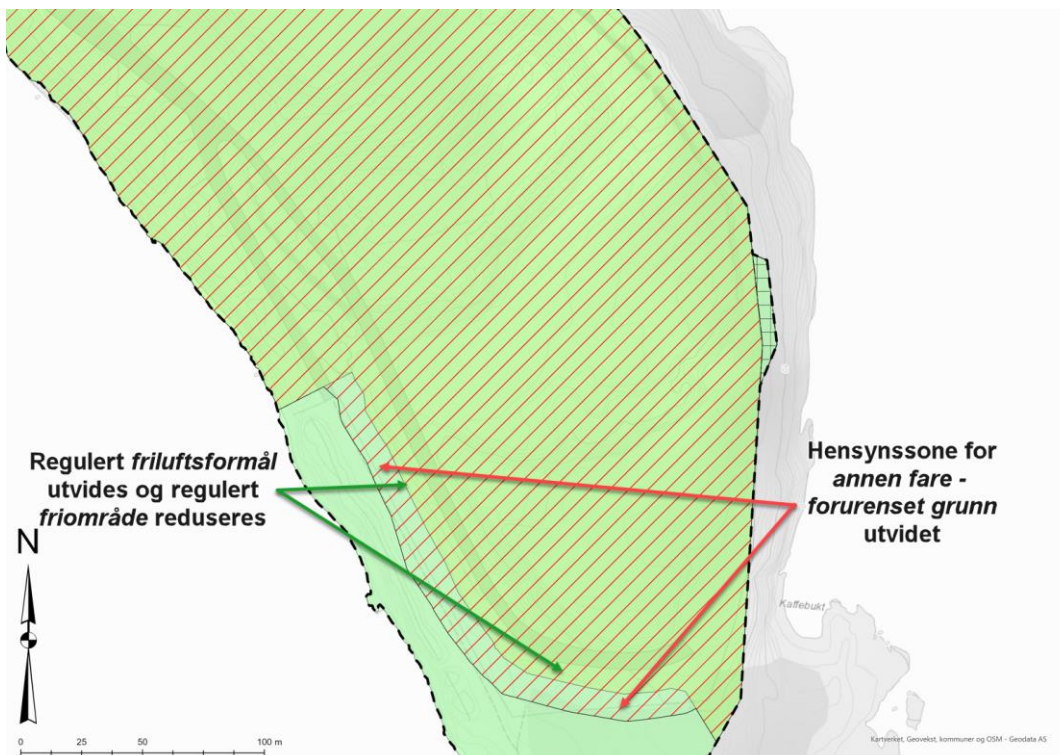 Regulert friluftsformål
utvides og regulert
friområde reduseres
Hensynssone for
annen fare -
forurenset grunn
utvidet
N
Kaffebukt
0 25 50 100 m
Kartverket, Geovekst, kommuner og OSM - Geodata AS